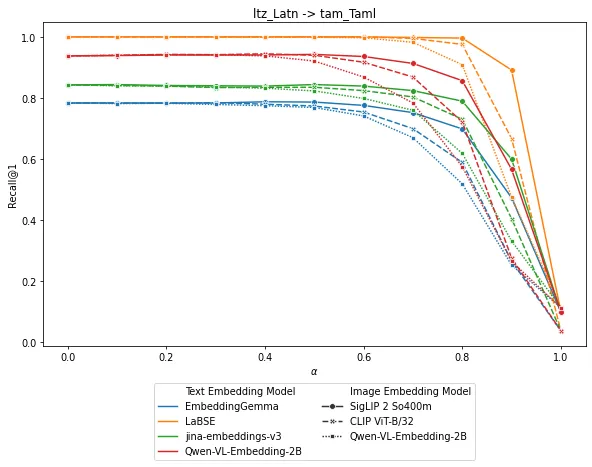 ltz_Latn -> tam_Taml
Recall@1
1.0
0.8
0.6
0.4
0.2
0.0
0.0 0.2 0.4 0.6 0.8 1.0
α
Text Embedding Model Image Embedding Model
EmbeddingGemma SigLIP 2 So400m
LaBSE CLIP ViT-B/32
jina-embeddings-v3 Qwen-VL-Embedding-2B
Qwen-VL-Embedding-2B